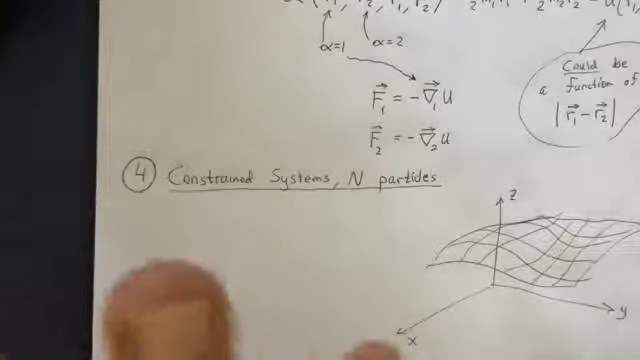 α=1 α=2
F⃗₁ = -∇⃗₁U
F⃗₂ = -∇⃗₂U
Could be
a function of
|r⃗₁ - r⃗₂|
④ Constrained Systems, N particles
z
y
x